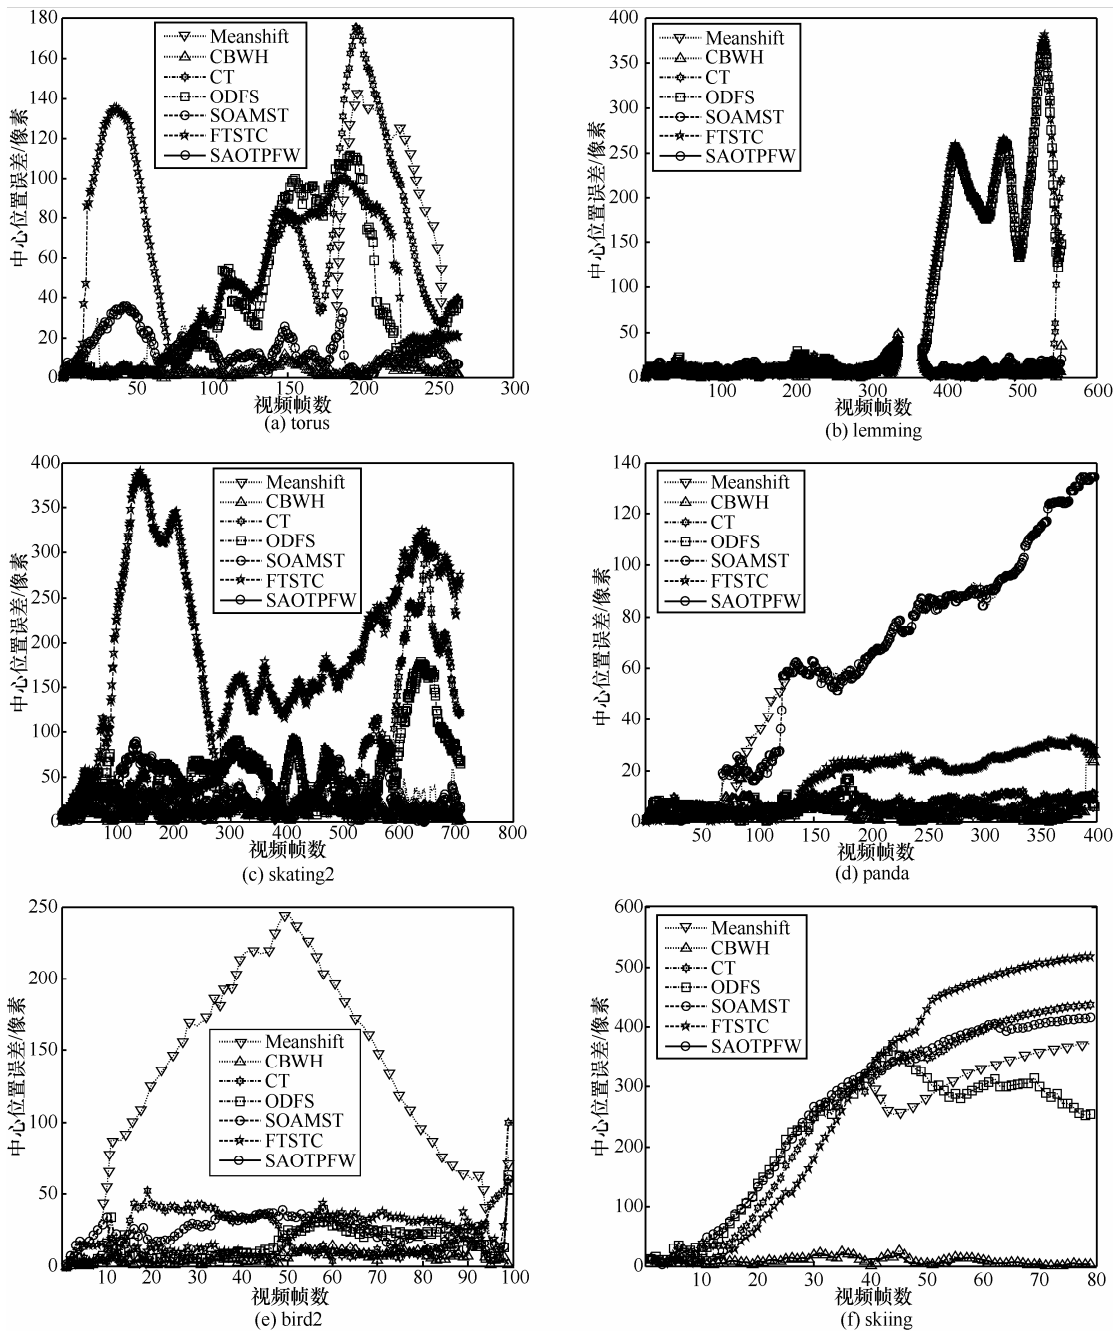 180
160
140
120
100
80
60
40
20
0
中心位置误差/像素
Meanshift
CBWH
CT
ODFS
SOAMST
FTSTC
SAOTPFW
50
100
150
200
250
300
视频帧数
(a) torus
400
350
300
250
200
150
100
50
0
中心位置误差/像素
Meanshift
CBWH
CT
ODFS
SOAMST
FTSTC
SAOTPFW
100
200
300
400
500
600
视频帧数
(b) lemming
400
350
300
250
200
150
100
50
0
中心位置误差/像素
Meanshift
CBWH
CT
ODFS
SOAMST
FTSTC
SAOTPFW
100
200
300
400
500
600
700
800
视频帧数
(c) skating2
140
120
100
80
60
40
20
0
中心位置误差/像素
Meanshift
CBWH
CT
ODFS
SOAMST
FTSTC
SAOTPFW
50
100
150
200
250
300
350
400
视频帧数
(d) panda
250
200
150
100
50
0
中心位置误差/像素
Meanshift
CBWH
CT
ODFS
SOAMST
FTSTC
SAOTPFW
10
20
30
40
50
60
70
80
90
100
视频帧数
(e) bird2
600
500
400
300
200
100
0
中心位置误差/像素
Meanshift
CBWH
CT
ODFS
SOAMST
FTSTC
SAOTPFW
10
20
30
40
50
60
70
80
视频帧数
(f) skiing